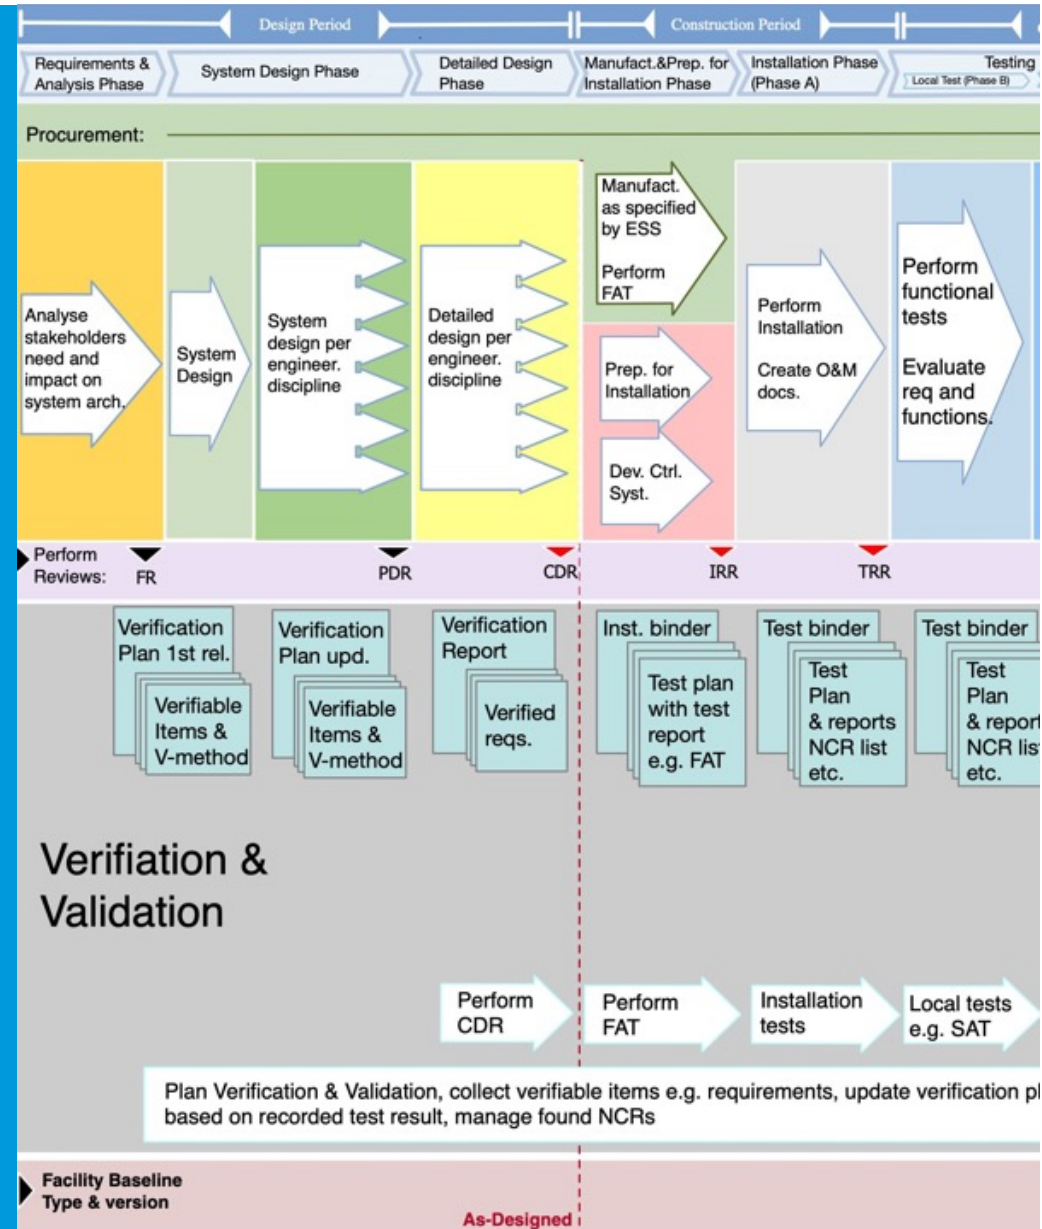 Design Period
Construction Period
Requirements &
Analysis Phase
System Design Phase
Detailed Design
Phase
Manufact.&Prep. for
Installation Phase
Installation Phase
(Phase A)
Testing
Local Test (Phase B)
Procurement:
Analyse
stakeholders
need and
impact on
system arch.
System
Design
System
design per
engineer.
discipline
Detailed
design per
engineer.
discipline
Manufact.
as specified
by ESS
Perform
FAT
Prep. for
Installation
Dev. Ctrl.
Syst.
Perform
Installation
Create O&M
docs.
Perform
functional
tests
Evaluate
req and
functions.
Perform
Reviews:
FR
PDR
CDR
IRR
TRR
Verification
Plan 1st rel.
Verifiable
Items &
V-method
Verification
Plan upd.
Verifiable
Items &
V-method
Verification
Report
Verified
reqs.
Inst. binder
Test plan
with test
report
e.g. FAT
Test binder
Test
Plan
& reports
NCR list
etc.
Test binder
Test
Plan
& report
NCR lis
etc.
Verifiation &
Validation
Perform
CDR
Perform
FAT
Installation
tests
Local tests
e.g. SAT
Plan Verification & Validation, collect verifiable items e.g. requirements, update verification pl
based on recorded test result, manage found NCRs
Facility Baseline
Type & version
As-Designed